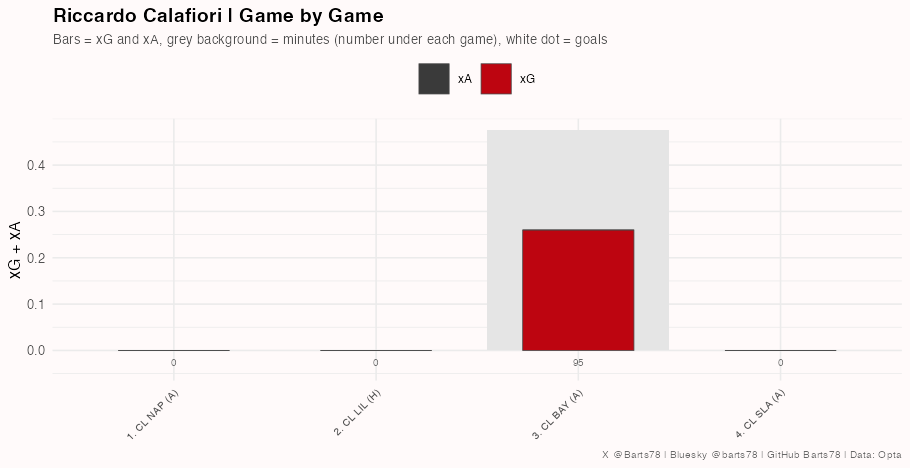 Riccardo Calafiori | Game by Game
Bars = xG and xA, grey background = minutes (number under each game), white dot = goals
xA xG
xG + xA
0.4
0.3
0.2
0.1
0.0
0 0 95 0
1. CL NAP (A) 2. CL LIL (H) 3. CL BAY (A) 4. CL SLA (A)
X @Barts78 | Bluesky @barts78 | GitHub Barts78 | Data: Opta